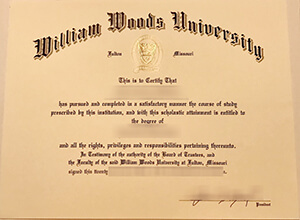 William Woods University
Fulton Missouri
This is to Certify That
has pursued and completed in a satisfactory manner the course of study
prescribed by this institution, and with this scholastic attainment is entitled to
the degree of
and all the rights, privileges and responsibilities pertaining thereunto.
In Testimony of the authority of the Board of Trustees, and
the Faculty of the said William Woods University at Fulton, Missouri
signed this twenty
President